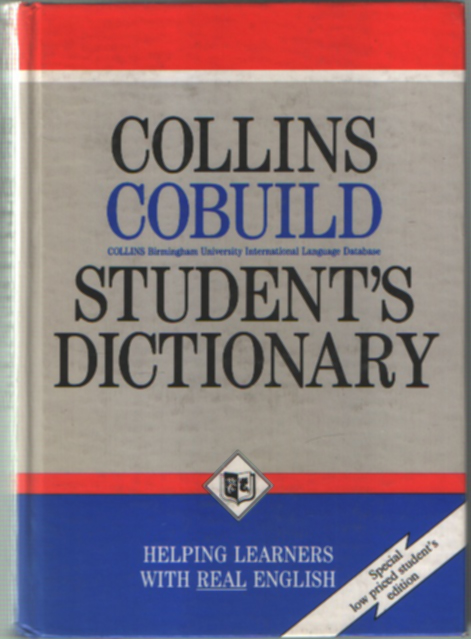 COLLINS
COBUILD
COLLINS Birmingham University International Language Database
STUDENT'S
DICTIONARY
HELPING LEARNERS
WITH REAL ENGLISH
Special
low priced student's
edition